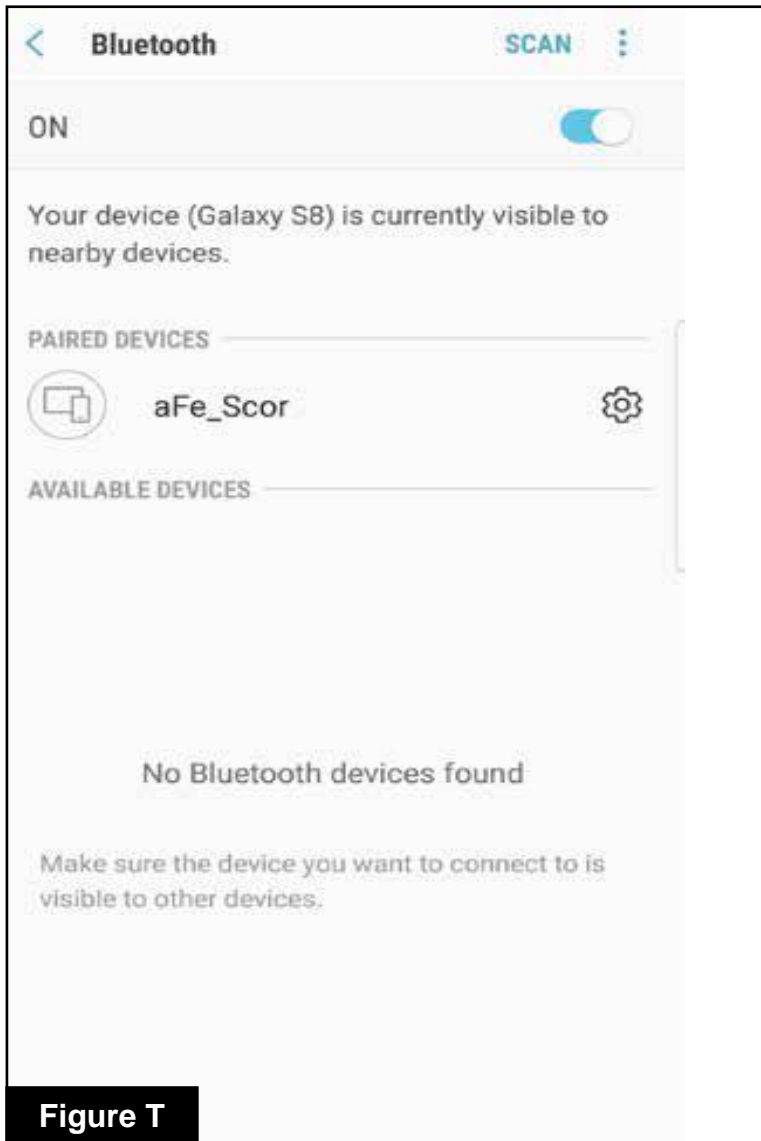 Bluetooth SCAN
ON
Your device (Galaxy S8) is currently visible to
nearby devices.
PAIRED DEVICES
aFe_Scor
AVAILABLE DEVICES
No Bluetooth devices found
Make sure the device you want to connect to is
visible to other devices.
Figure T